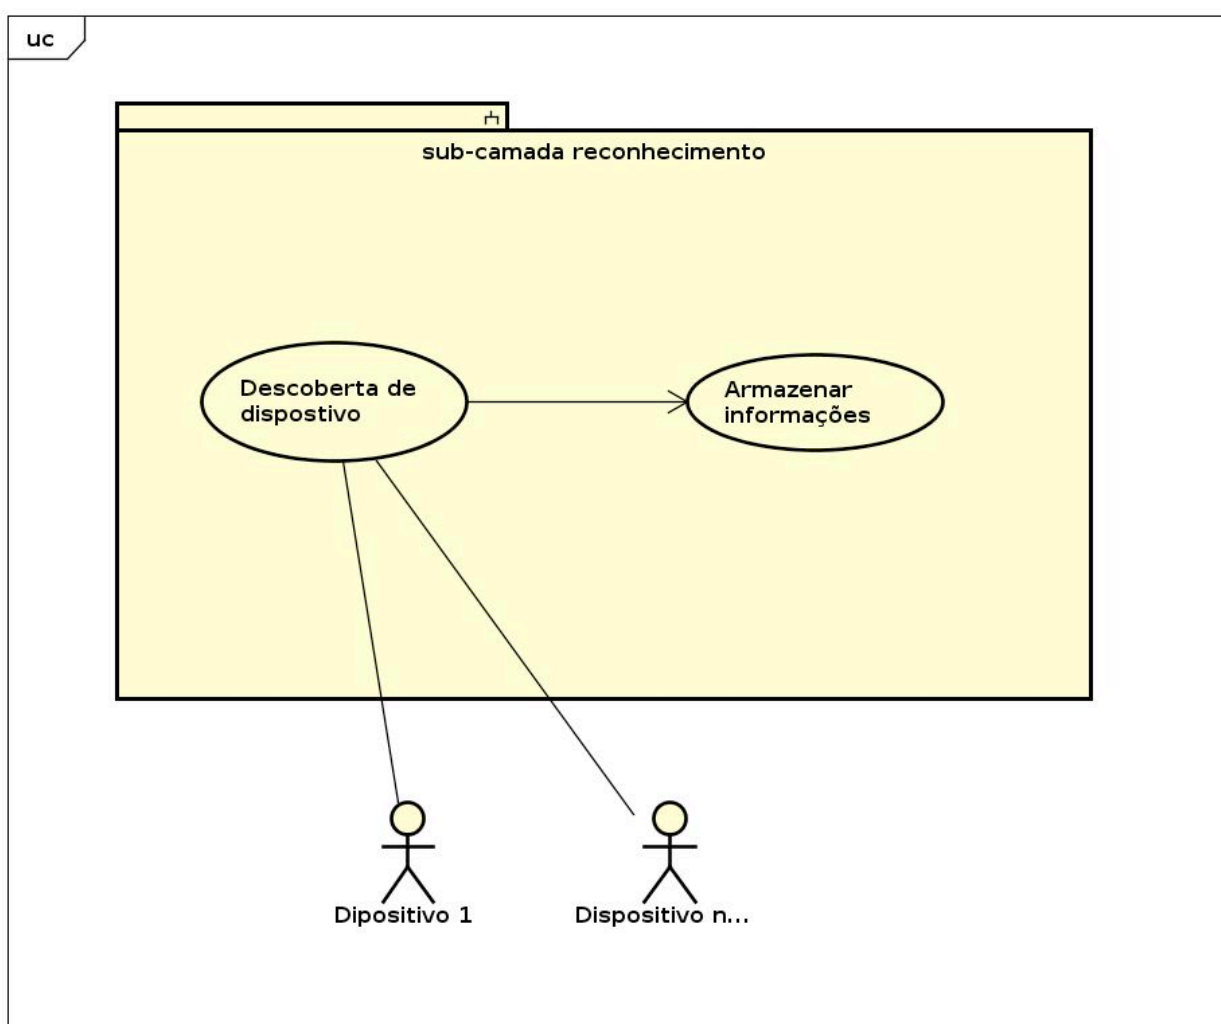 uc
sub-camada reconhecimento
Descoberta de
dispostivo
Armazenar
informações
Dipositivo 1
Dispositivo n...